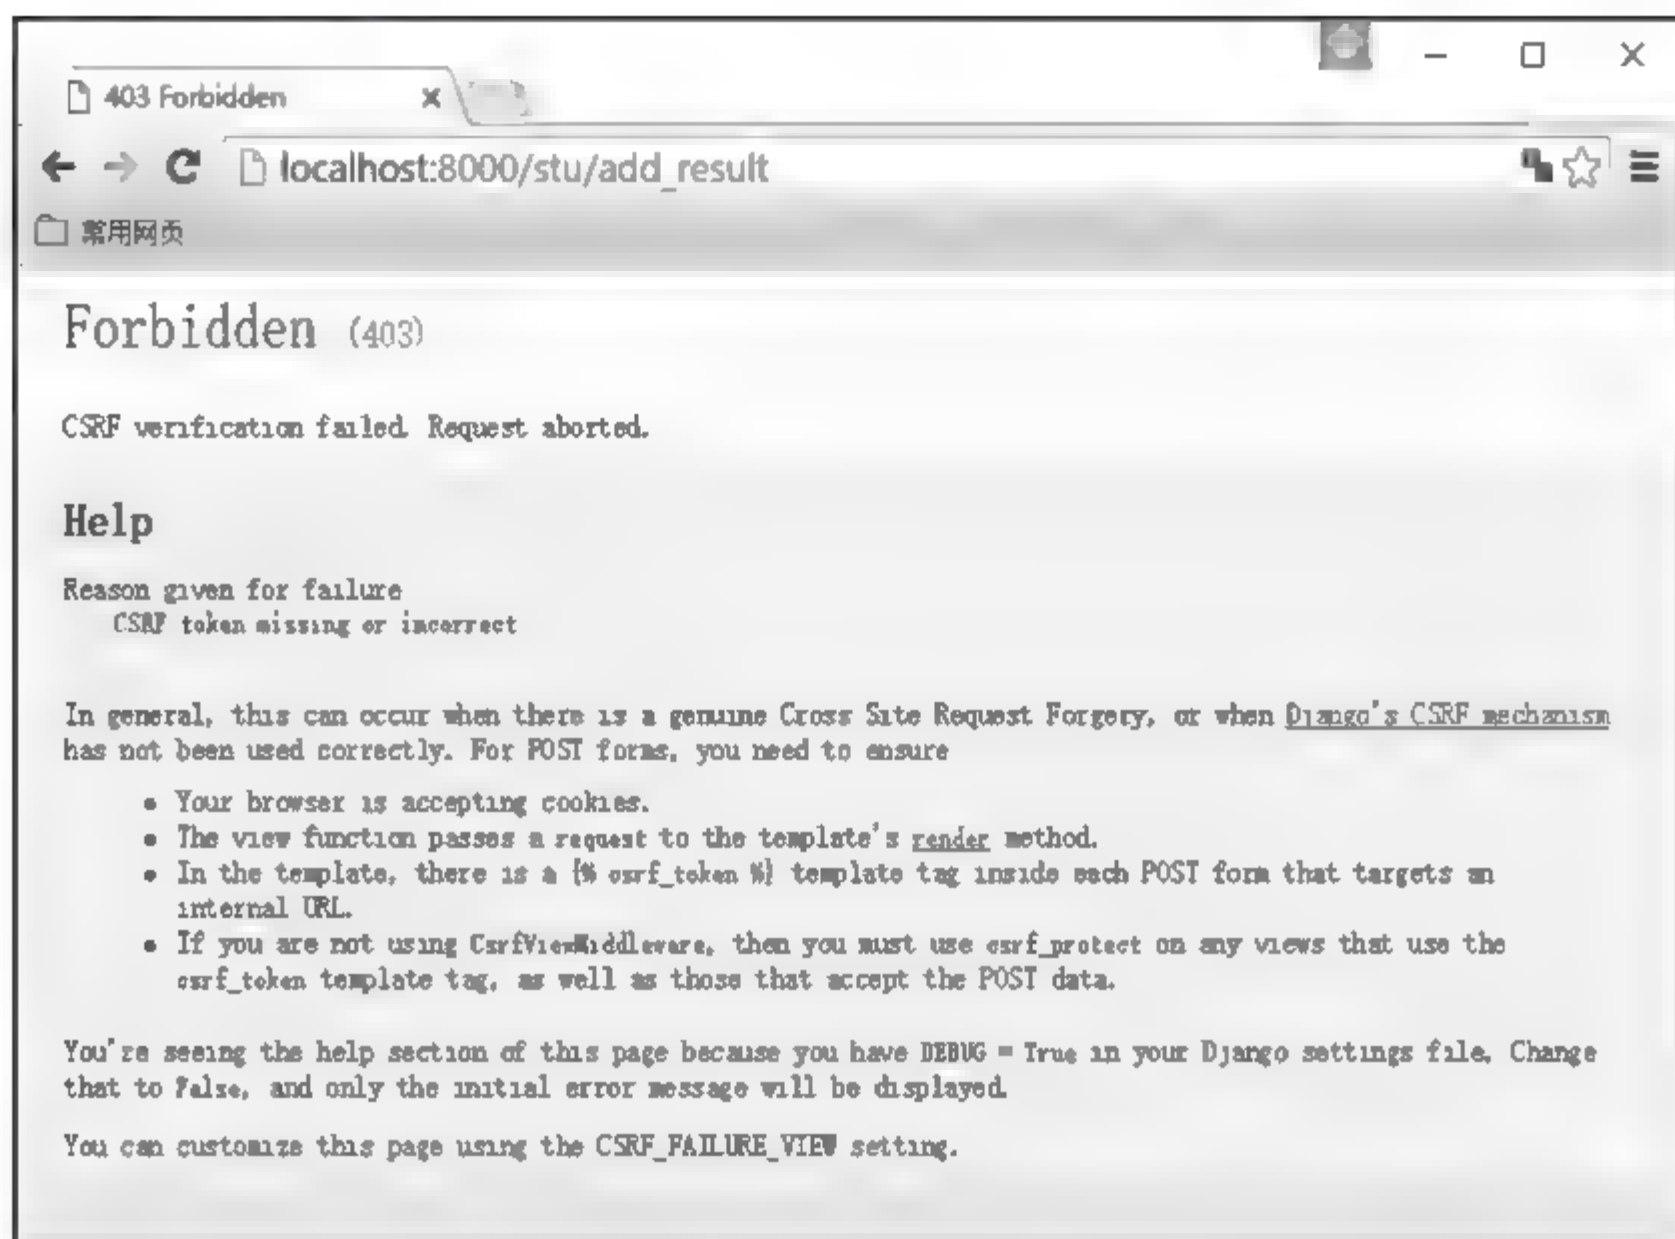 403 Forbidden
localhost:8000/stu/add_result
常用网页
Forbidden (403)
CSRF verification failed. Request aborted.
Help
Reason given for failure
CSRF token missing or incorrect
In general, this can occur when there is a genuine Cross Site Request Forgery, or when Django's CSRF mechanism
has not been used correctly. For POST forms, you need to ensure
• Your browser is accepting cookies.
• The view function passes a request to the template's render method.
• In the template, there is a {% csrf_token %} template tag inside each POST form that targets an
internal URL.
• If you are not using CsrfViewMiddleware, then you must use csrf_protect on any views that use the
csrf_token template tag, as well as those that accept the POST data.
You're seeing the help section of this page because you have DEBUG = True in your Django settings file. Change
that to False, and only the initial error message will be displayed.
You can customize this page using the CSRF_FAILURE_VIEW setting.